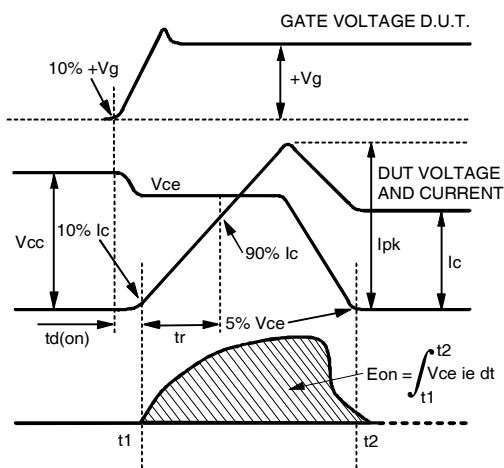 GATE VOLTAGE D.U.T.
10% +Vg
+Vg
Vce
DUT VOLTAGE
AND CURRENT
10% Ic
Vcc
90% Ic
Ipk
Ic
td(on)
tr
5% Vce
t2
Eon = ∫ Vce ie dt
t1
t1
t2